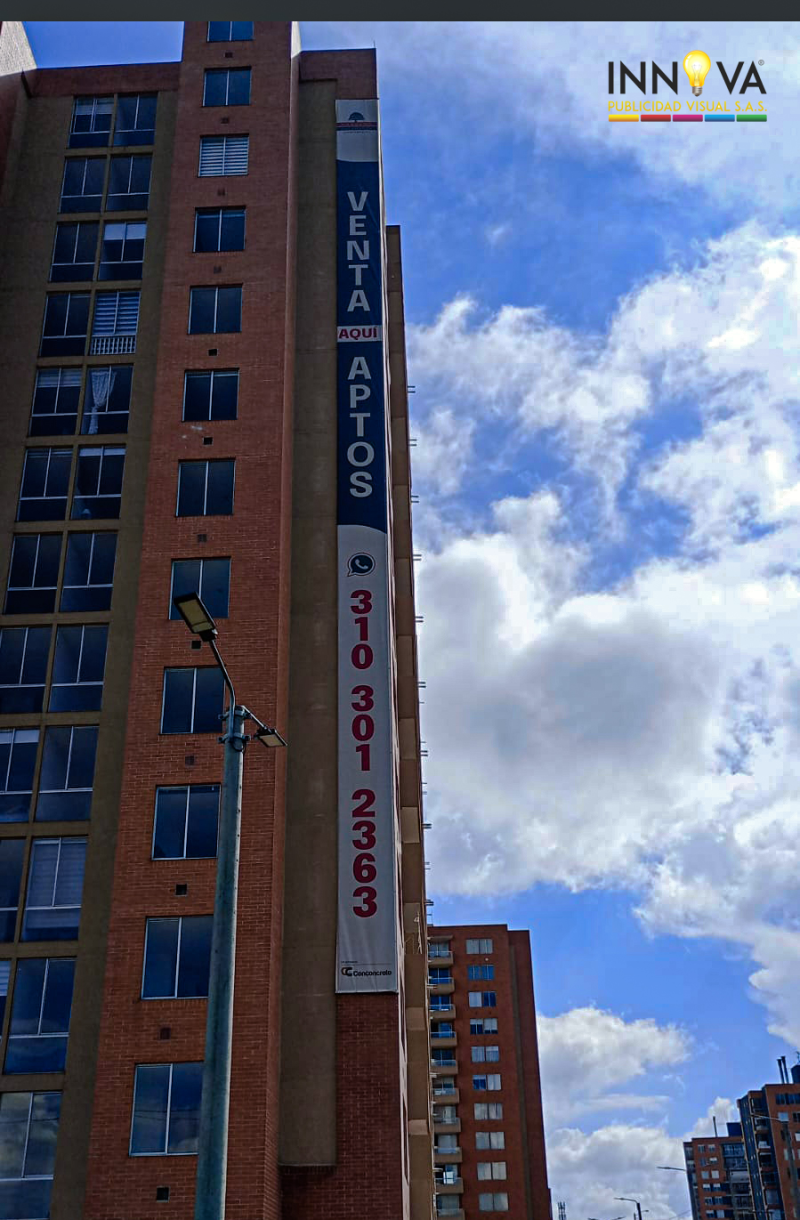 INNOVA
PUBLICIDAD VISUAL S.A.S.
VENTA
AQUÍ
APTOS
310 301 2363
Conconcreto